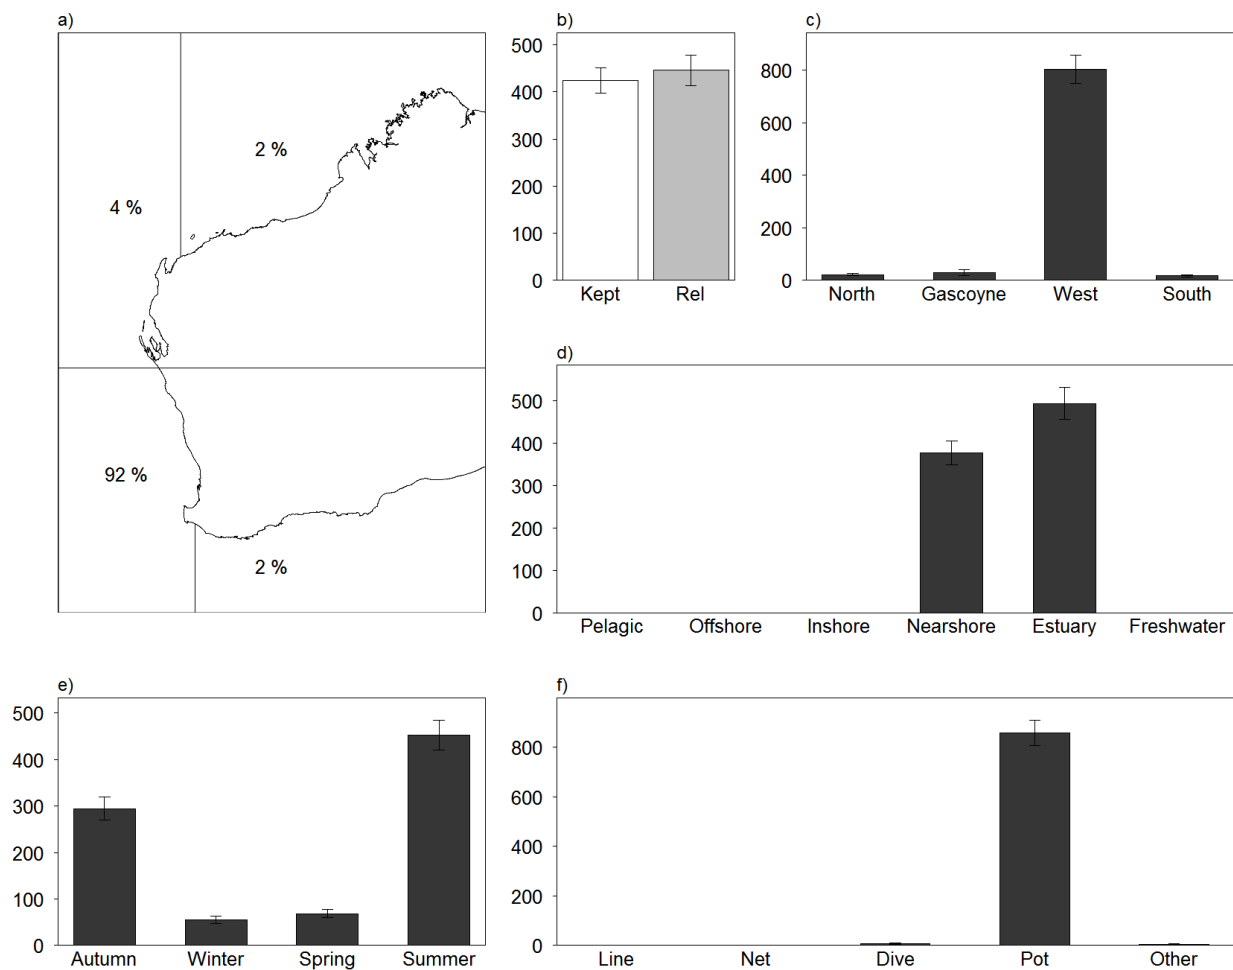 a)
2 %
4 %
92 %
2 %
b)
500
400
300
200
100
0
Kept Rel
c)
800
600
400
200
0
North Gascoyne West South
d)
500
400
300
200
100
0
Pelagic Offshore Inshore Nearshore Estuary Freshwater
e)
500
400
300
200
100
0
Autumn Winter Spring Summer
f)
800
600
400
200
0
Line Net Dive Pot Other